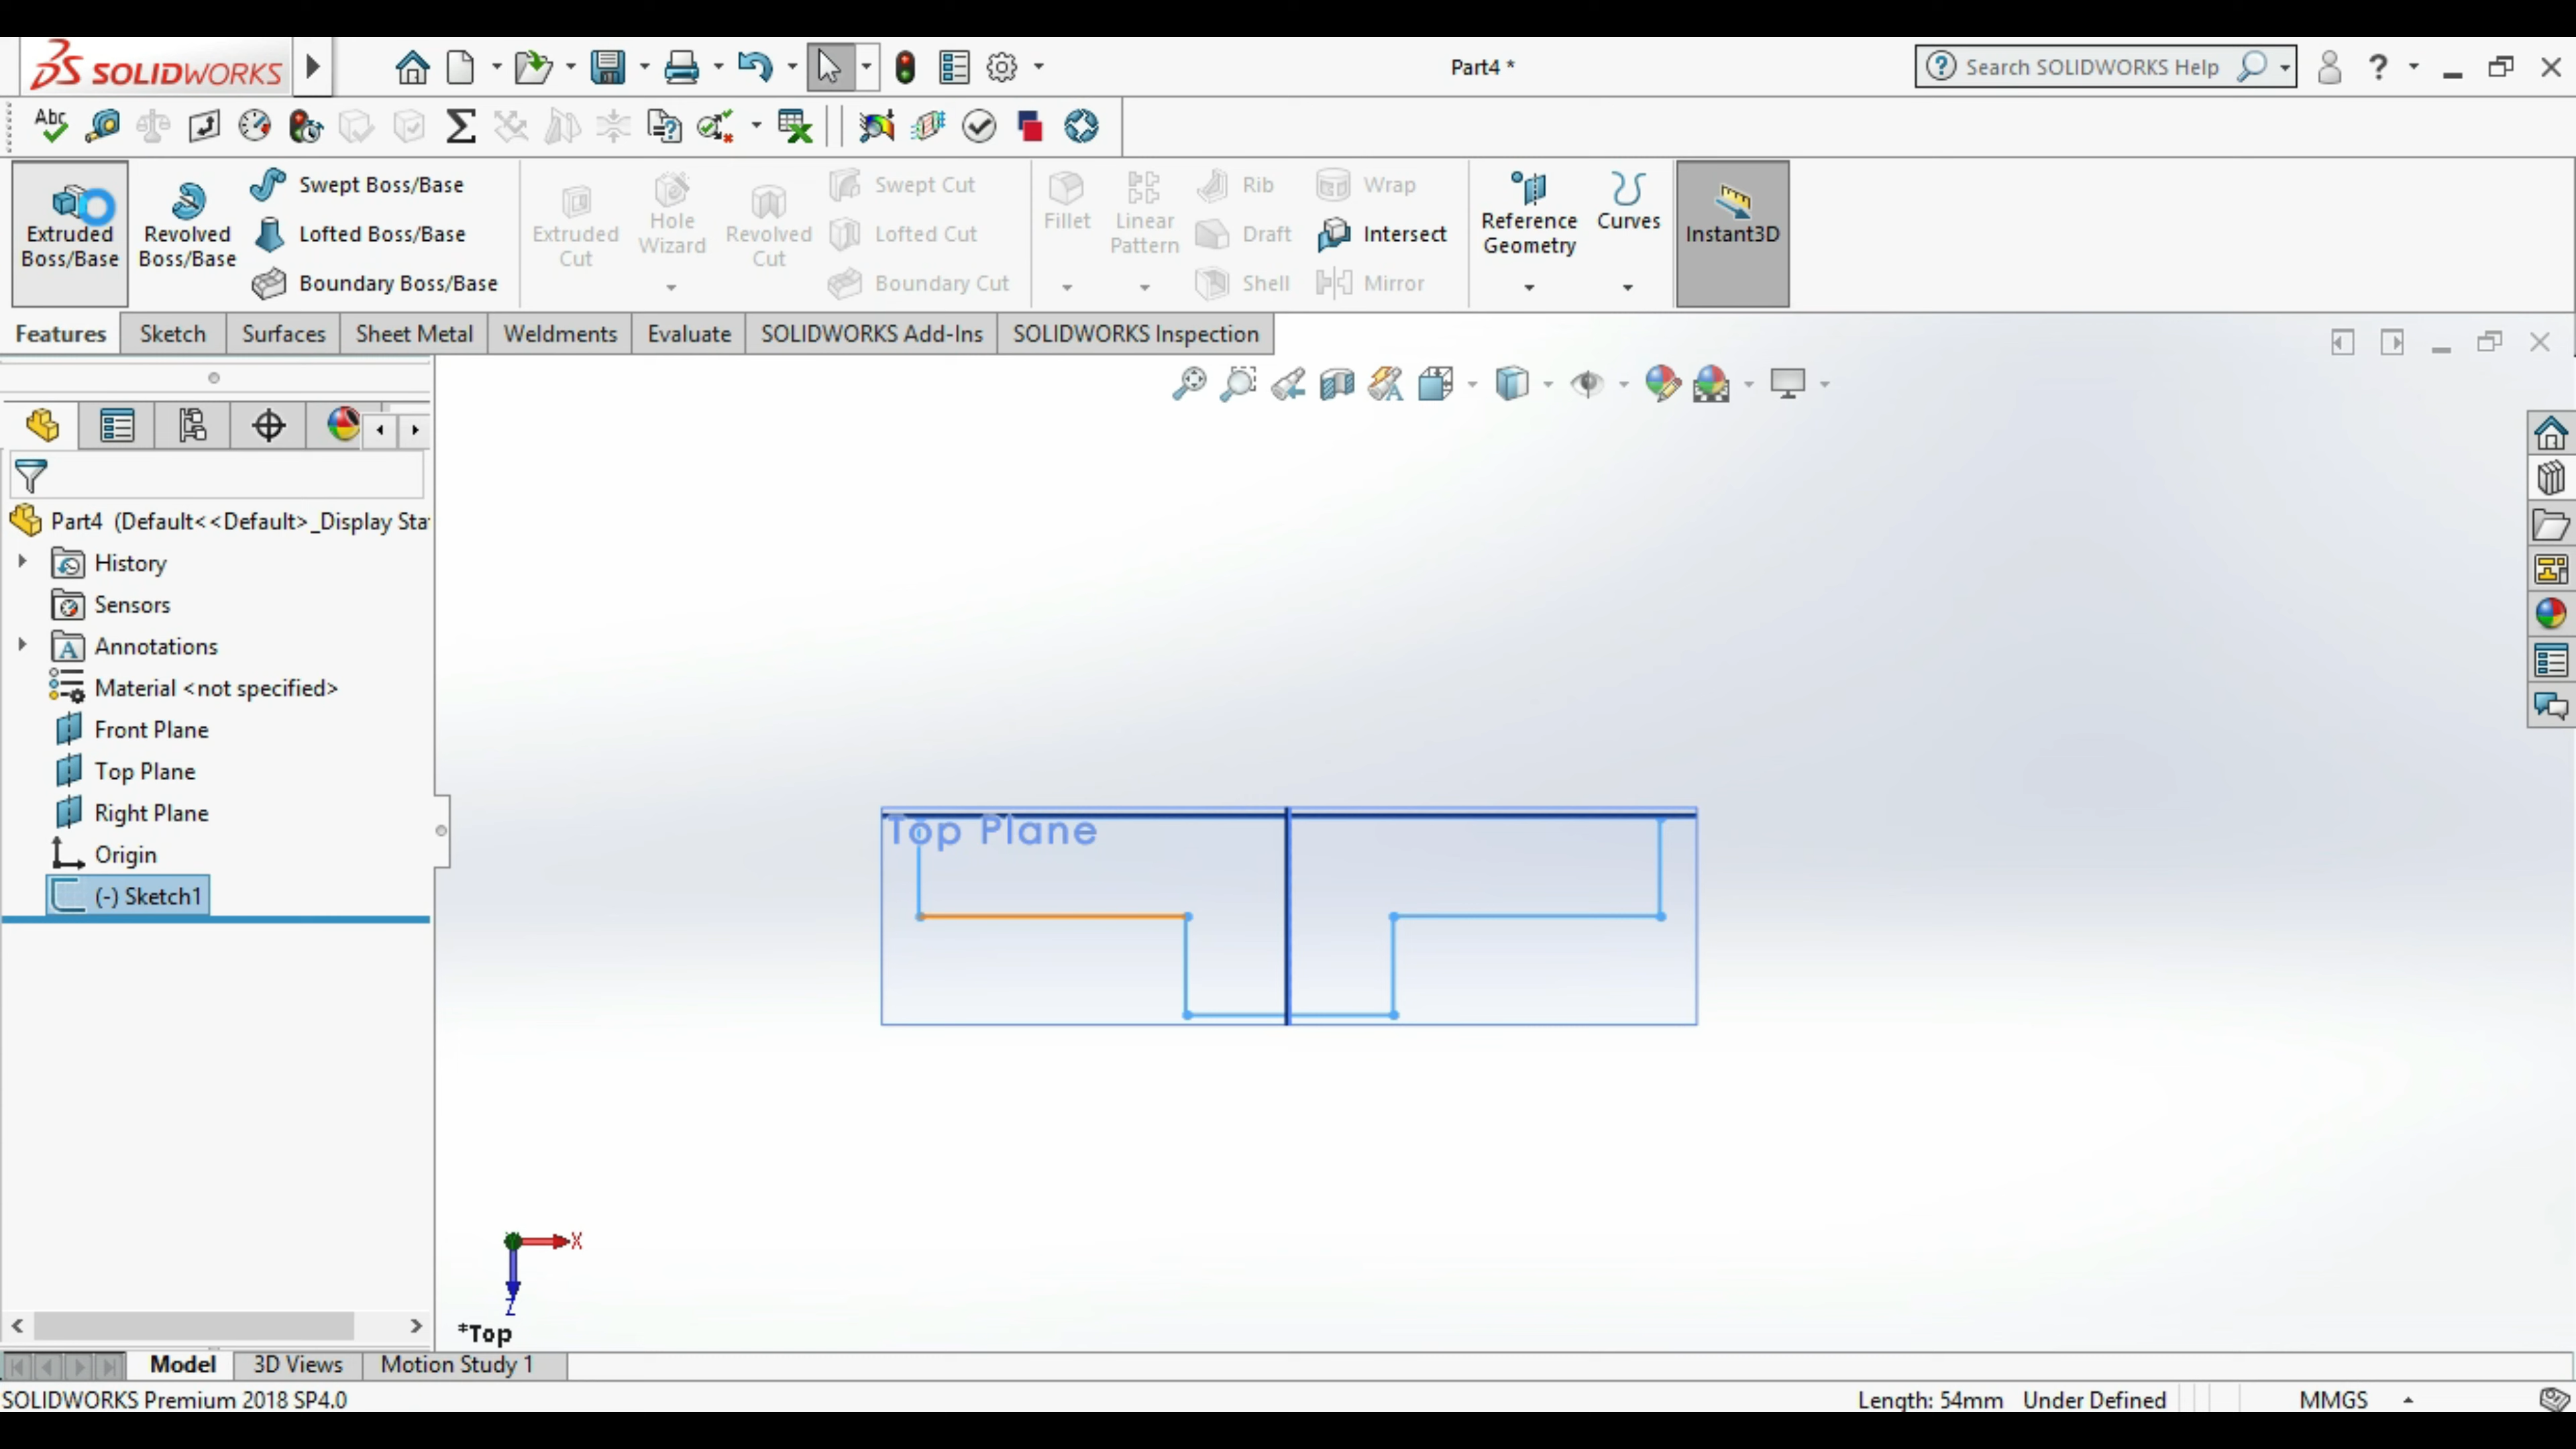 SOLIDWORKS
Part4 *
Search SOLIDWORKS Help
?
Abc
Extruded Boss/Base
Revolved Boss/Base
Swept Boss/Base
Lofted Boss/Base
Boundary Boss/Base
Extruded Cut
Hole Wizard
Revolved Cut
Swept Cut
Lofted Cut
Boundary Cut
Fillet
Linear Pattern
Rib
Draft
Shell
Wrap
Intersect
Mirror
Reference Geometry
Curves
Instant3D
Features
Sketch
Surfaces
Sheet Metal
Weldments
Evaluate
SOLIDWORKS Add-Ins
SOLIDWORKS Inspection
Part4 (Default<<Default>_Display Sta
History
Sensors
Annotations
Material <not specified>
Front Plane
Top Plane
Right Plane
Origin
(-) Sketch1
Top Plane
X
Z
*Top
Model
3D Views
Motion Study 1
SOLIDWORKS Premium 2018 SP4.0
Length: 54mm
Under Defined
MMGS